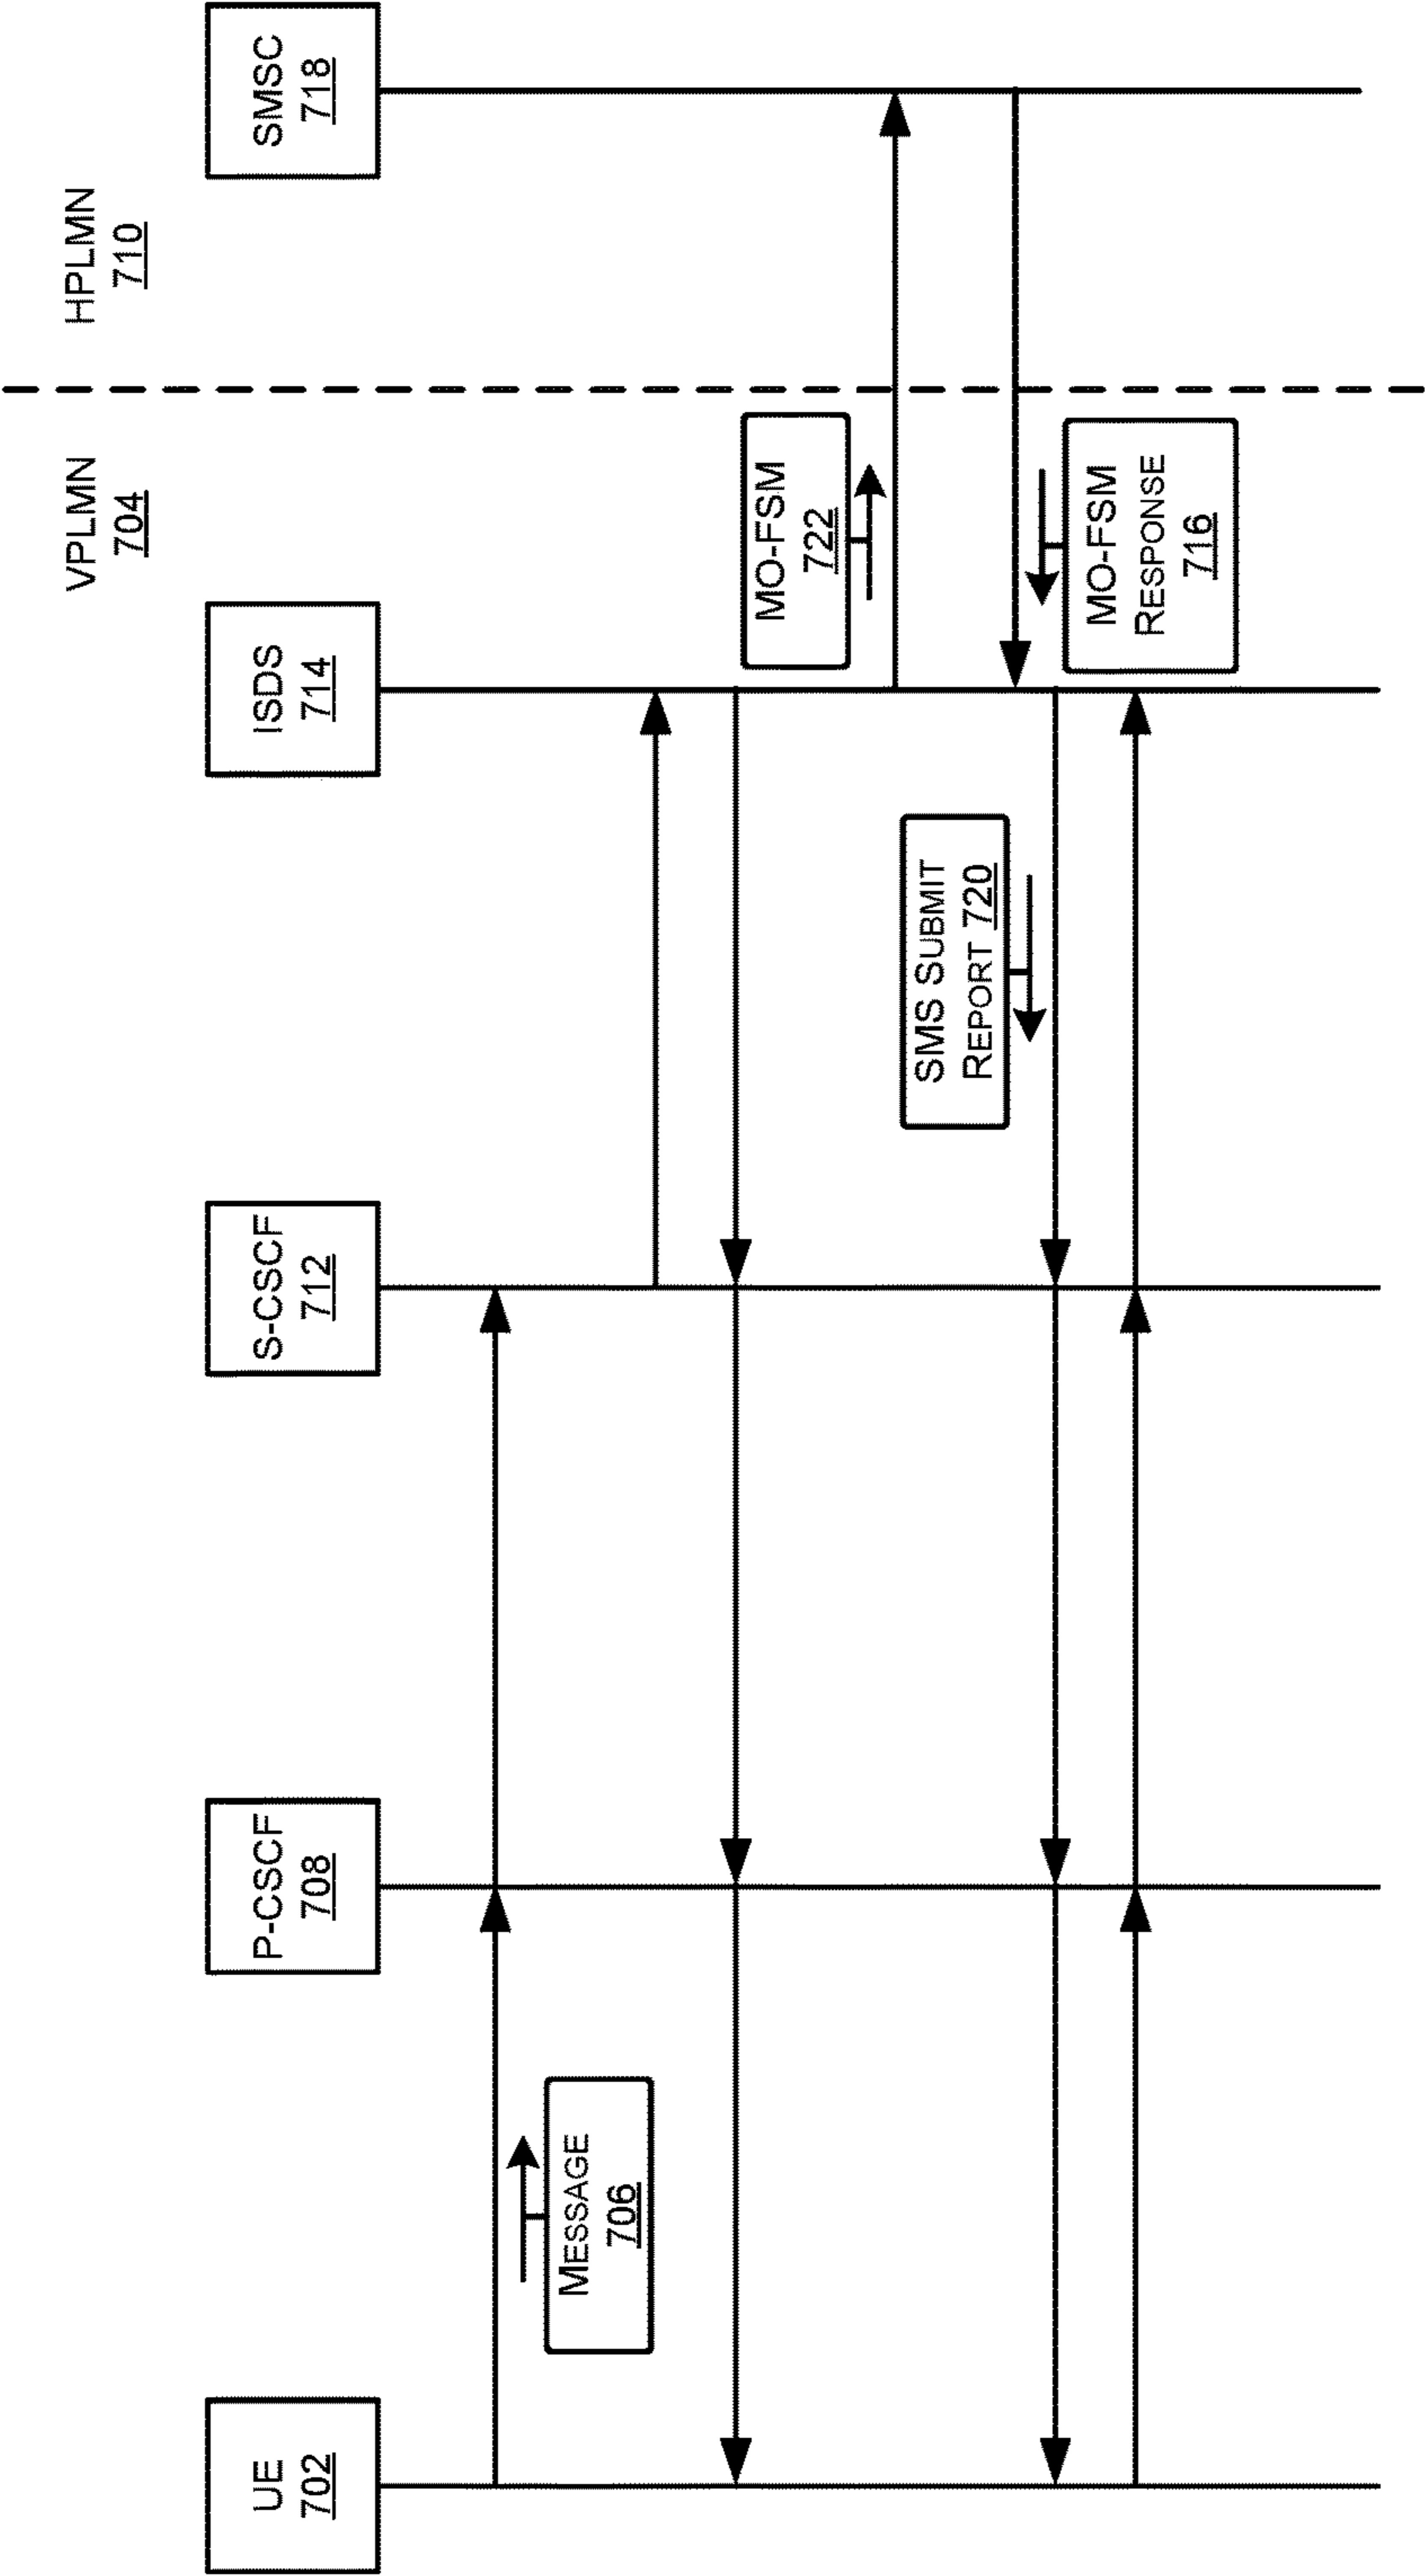 VPLMN
704
HPLMN
710
UE
702
P-CSCF
708
S-CSCF
712
ISDS
714
SMSC
718
MESSAGE
706
MO-FSM
722
SMS SUBMIT
REPORT 720
MO-FSM
RESPONSE
716